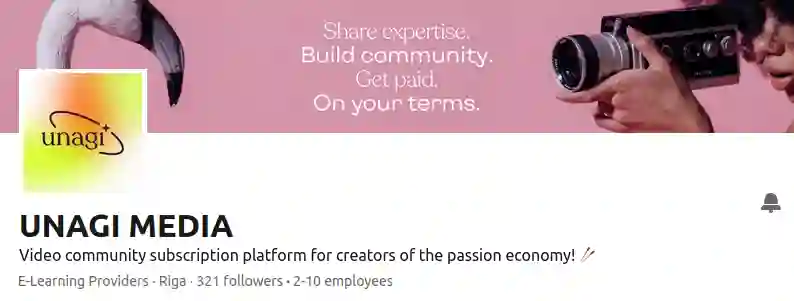 Share expertise.
Build community.
Get paid.
On your terms.
unagi
UNAGI MEDIA
Video community subscription platform for creators of the passion economy! 🥢
E-Learning Providers · Riga · 321 followers · 2-10 employees